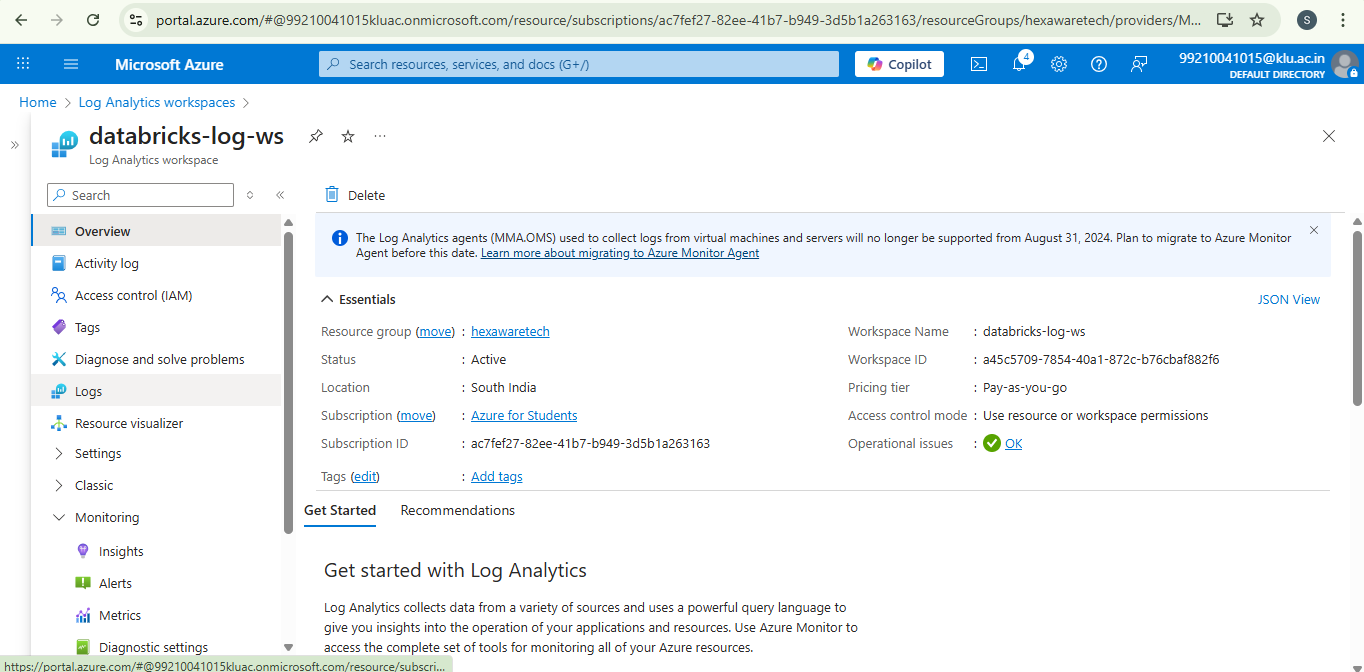 portal.azure.com/#@99210041015kluac.onmicrosoft.com/resource/subscriptions/ac7fef27-82ee-41b7-b949-3d5b1a263163/resourceGroups/hexawaretech/providers/M...
S
Microsoft Azure
Search resources, services, and docs (G+/)
Copilot
4
99210041015@klu.ac.in
DEFAULT DIRECTORY
Home > Log Analytics workspaces >
databricks-log-ws
Log Analytics workspace
Search
Overview
Activity log
Access control (IAM)
Tags
Diagnose and solve problems
Logs
Resource visualizer
Settings
Classic
Monitoring
Insights
Alerts
Metrics
Diagnostic settings
Delete
The Log Analytics agents (MMA.OMS) used to collect logs from virtual machines and servers will no longer be supported from August 31, 2024. Plan to migrate to Azure Monitor
Agent before this date. Learn more about migrating to Azure Monitor Agent
Essentials
JSON View
Resource group (move) : hexawaretech
Status : Active
Location : South India
Subscription (move) : Azure for Students
Subscription ID : ac7fef27-82ee-41b7-b949-3d5b1a263163
Tags (edit) : Add tags
Workspace Name : databricks-log-ws
Workspace ID : a45c5709-7854-40a1-872c-b76cbaf882f6
Pricing tier : Pay-as-you-go
Access control mode : Use resource or workspace permissions
Operational issues : OK
Get Started Recommendations
Get started with Log Analytics
Log Analytics collects data from a variety of sources and uses a powerful query language to
give you insights into the operation of your applications and resources. Use Azure Monitor to
access the complete set of tools for monitoring all of your Azure resources.
https://portal.azure.com/#@99210041015kluac.onmicrosoft.com/resource/subscri...